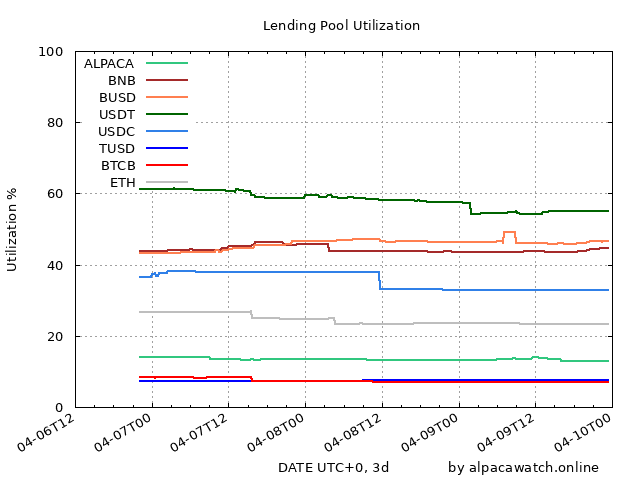 Lending Pool Utilization
100
80
60
40
20
0
Utilization %
ALPACA
BNB
BUSD
USDT
USDC
TUSD
BTCB
ETH
04-06T12
04-07T00
04-07T12
04-08T00
04-08T12
04-09T00
04-09T12
04-10T00
DATE UTC+0, 3d
by alpacawatch.online